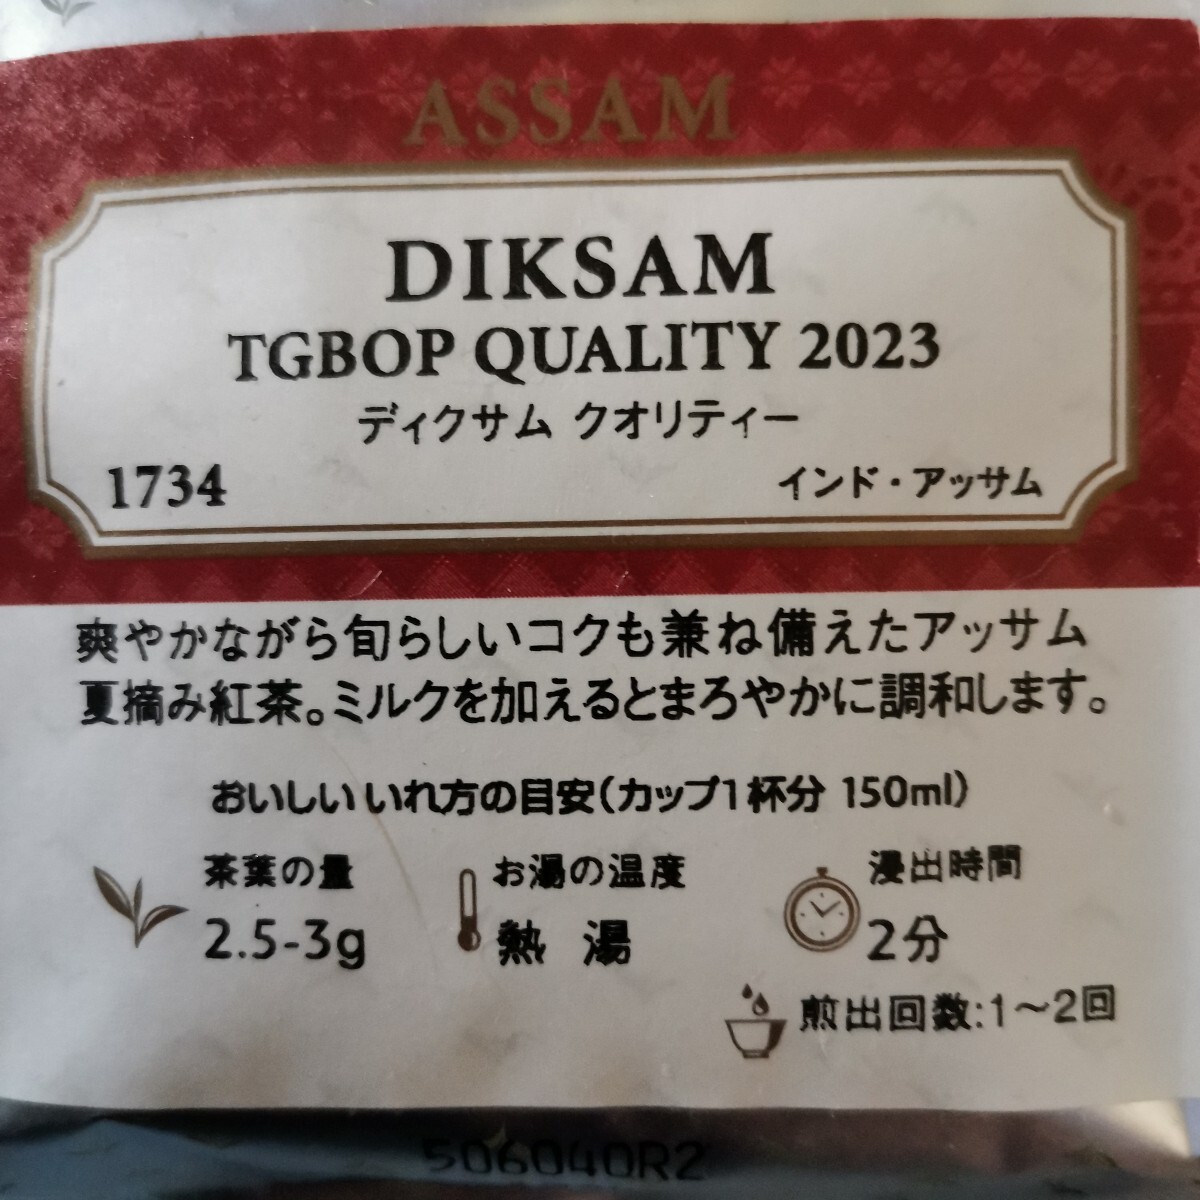 ASSAM
DIKSAM
TGBOP QUALITY 2023
ディクサム クオリティー
1734
インド・アッサム
爽やかながら旬らしいコクも兼ね備えたアッサム
夏摘み紅茶。ミルクを加えるとまろやかに調和します。
おいしいいれ方の目安(カップ1杯分 150ml)
茶葉の量
2.5-3g
お湯の温度
熱 湯
浸出時間
2分
煎出回数:1～2回
506040R2